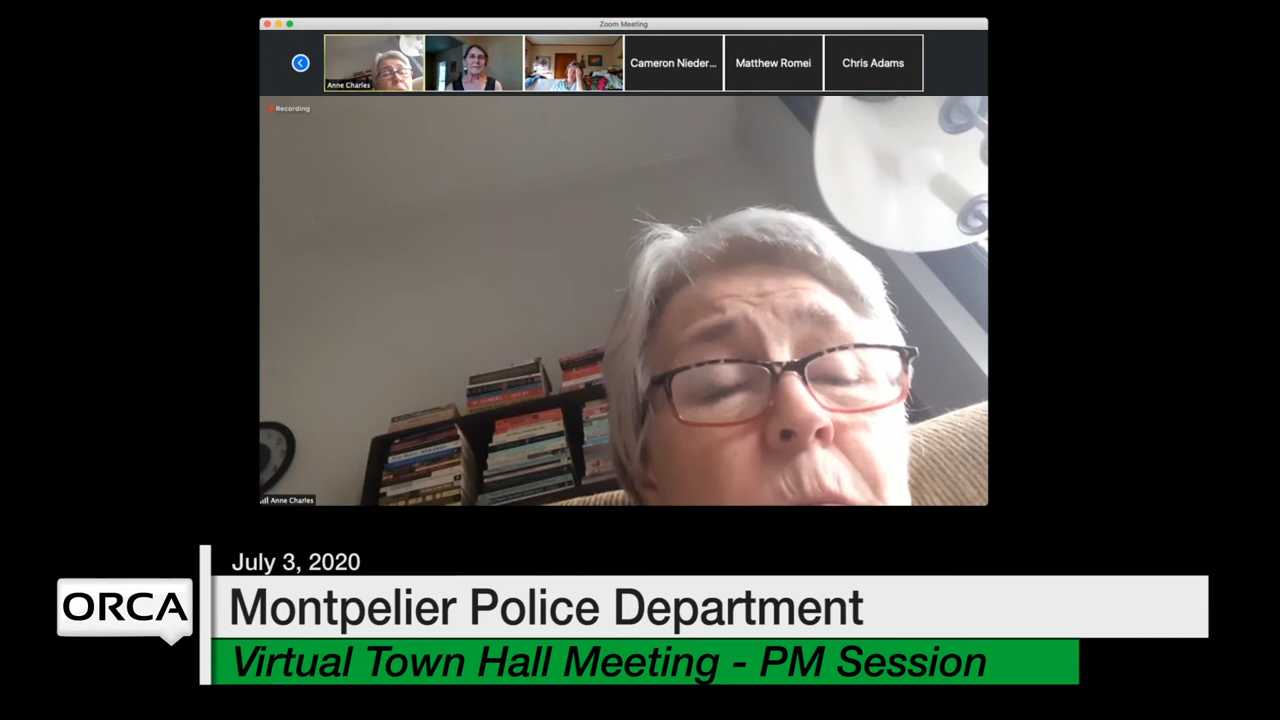 Zoom Meeting
Anne Charles
Cameron Nieder...
Matthew Romei
Chris Adams
Recording
Anne Charles
July 3, 2020
ORCA
Montpelier Police Department
Virtual Town Hall Meeting - PM Session